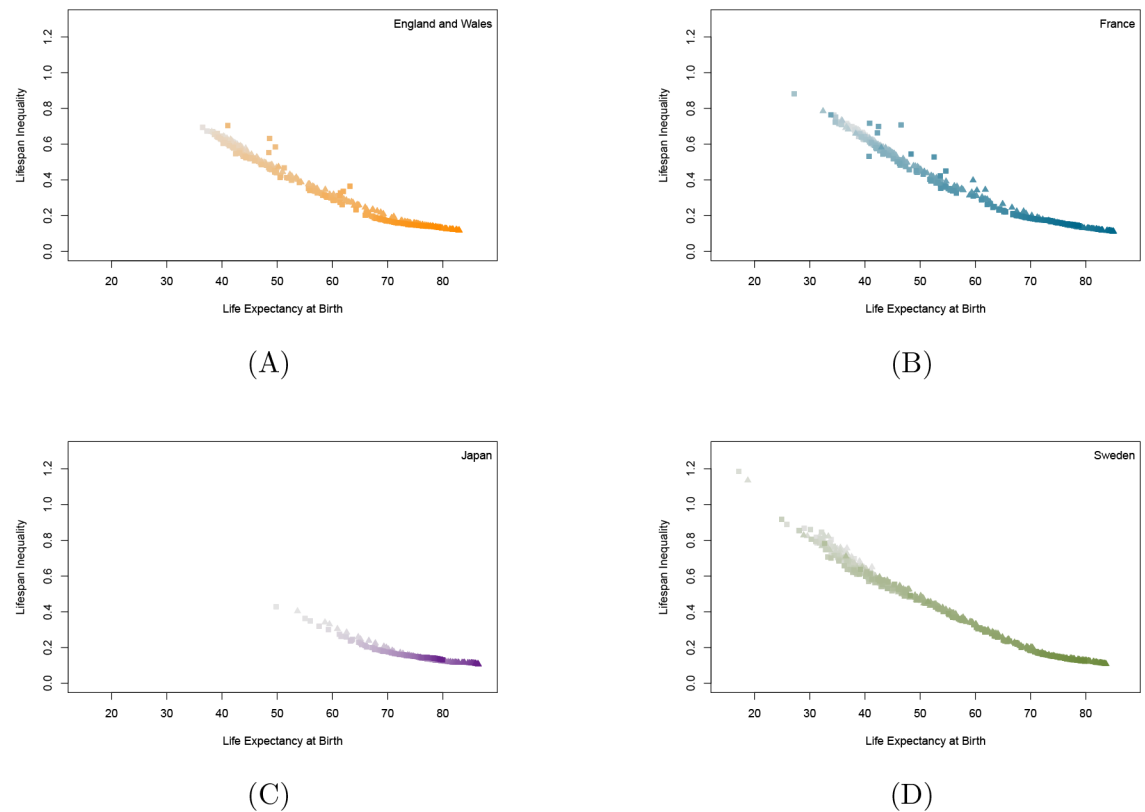 England and Wales
Lifespan Inequality
0.0 0.2 0.4 0.6 0.8 1.0 1.2
20 30 40 50 60 70 80
Life Expectancy at Birth
(A)
France
Lifespan Inequality
0.0 0.2 0.4 0.6 0.8 1.0 1.2
20 30 40 50 60 70 80
Life Expectancy at Birth
(B)
Japan
Lifespan Inequality
0.0 0.2 0.4 0.6 0.8 1.0 1.2
20 30 40 50 60 70 80
Life Expectancy at Birth
(C)
Sweden
Lifespan Inequality
0.0 0.2 0.4 0.6 0.8 1.0 1.2
20 30 40 50 60 70 80
Life Expectancy at Birth
(D)